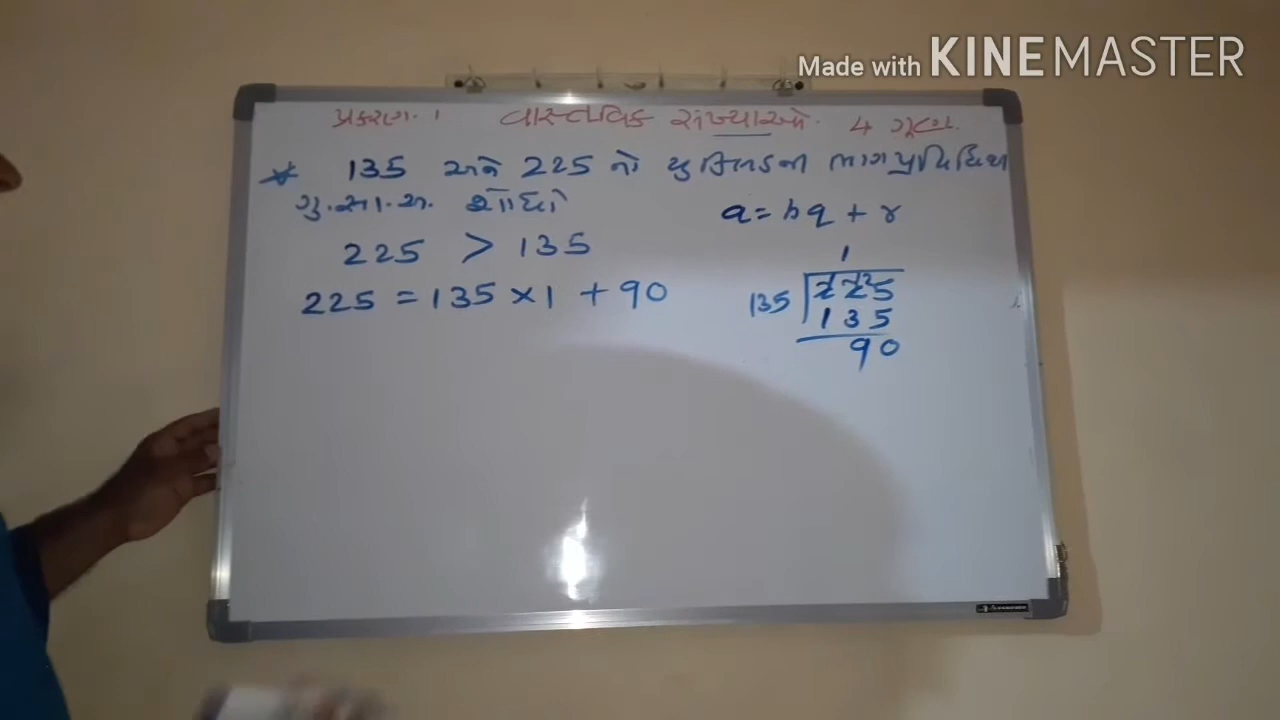 Made with KINEMASTER
પ્રકરણ. 1 વાસ્તવિક સંખ્યાઓ. 4 ગુણ.
* 135 અને 225 નો યુક્લિડના ભાગપ્રવિધિથી
ગુ.સા.અ. શોધો
a = bq + r
225 > 135
225 = 135 × 1 + 90
1
135 225
135
90